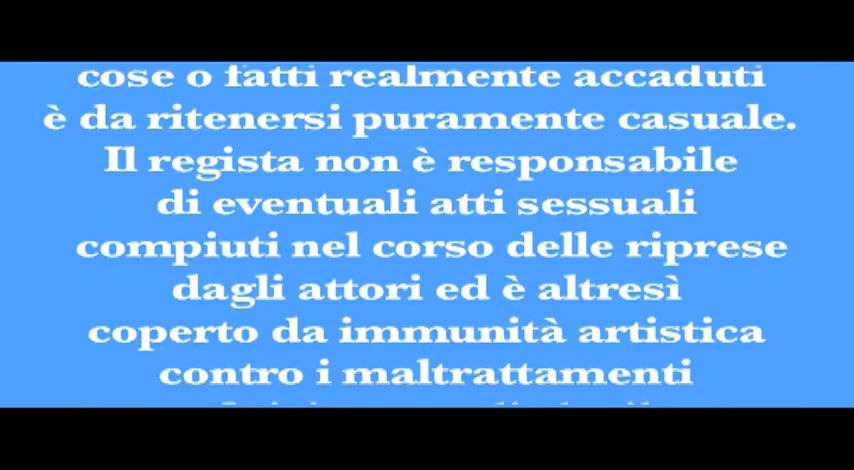 cose o fatti realmente accaduti
è da ritenersi puramente casuale.
Il regista non è responsabile
di eventuali atti sessuali
compiuti nel corso delle riprese
dagli attori ed è altresì
coperto da immunità artistica
contro i maltrattamenti